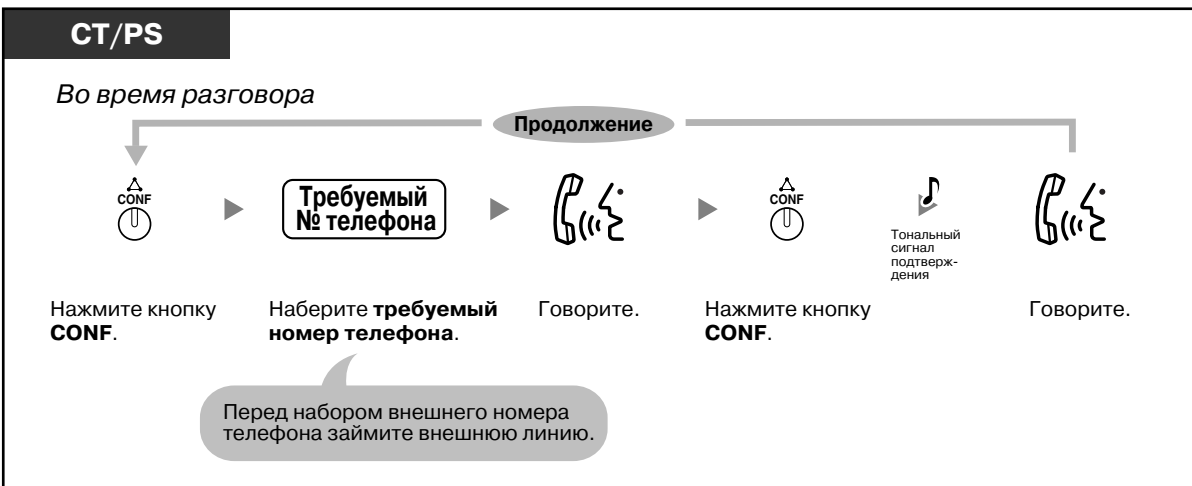 CT/PS
Во время разговора
Продолжение
CONF
Требуемый
№ телефона
CONF
Тональный
сигнал
подтверж-
дения
Нажмите кнопку
CONF.
Наберите требуемый
номер телефона.
Говорите.
Нажмите кнопку
CONF.
Говорите.
Перед набором внешнего номера
телефона займите внешнюю линию.